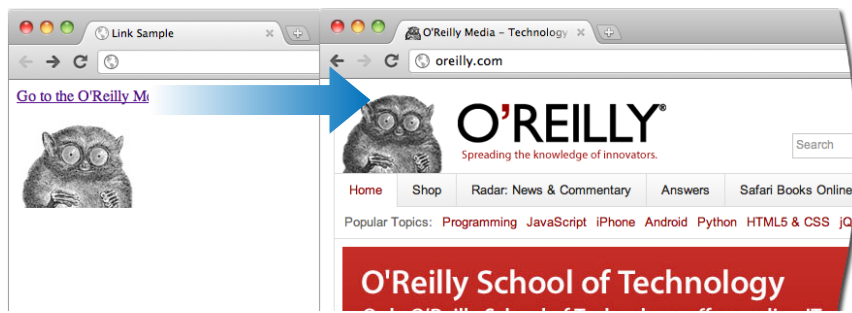 Link Sample
Go to the O'Reilly
O'Reilly Media – Technology
oreilly.com
O'REILLY®
Spreading the knowledge of innovators.
Search
Home Shop Radar: News & Commentary Answers Safari Books Online
Popular Topics: Programming JavaScript iPhone Android Python HTML5 & CSS
O'Reilly School of Technology